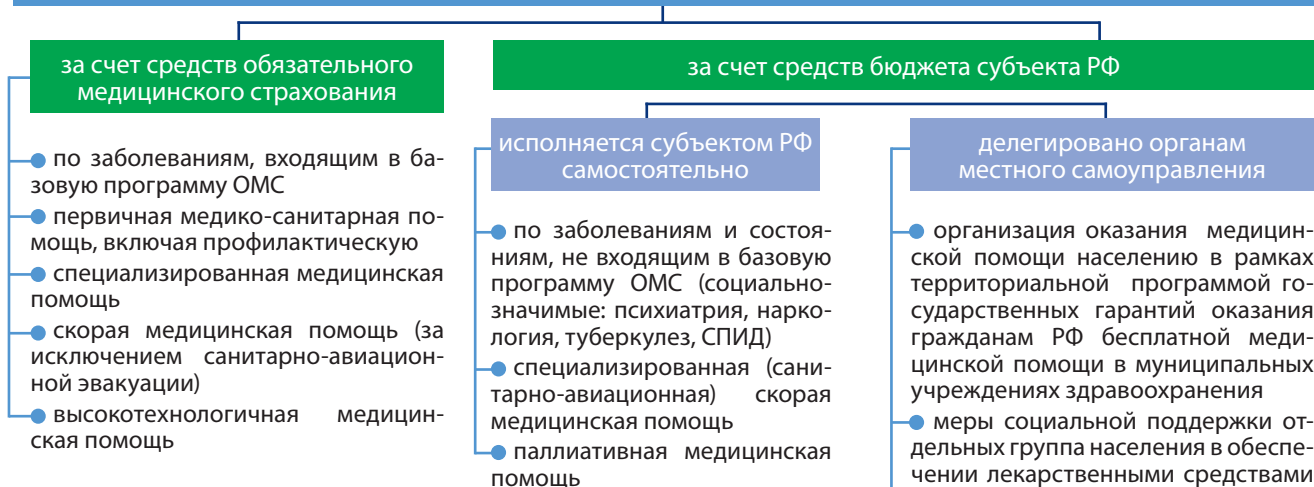 за счет средств обязательного
медицинского страхования
по заболеваниям, входящим в ба-
зовую программу ОМС
первичная медико-санитарная по-
мощь, включая профилактическую
специализированная медицинская
помощь
скорая медицинская помощь (за
исключением санитарно-авиацион-
ной эвакуации)
высокотехнологичная медицин-
ская помощь
за счет средств бюджета субъекта РФ
исполняется субъектом РФ
самостоятельно
по заболеваниям и состоя-
ниям, не входящим в базовую
программу ОМС (социально-
значимые: психиатрия, нарко-
логия, туберкулез, СПИД)
специализированная (сани-
тарно-авиационная) скорая
медицинская помощь
паллиативная медицинская
помощь
делегировано органам
местного самоуправления
организация оказания медицин-
ской помощи населению в рамках
территориальной программой го-
сударственных гарантий оказания
гражданам РФ бесплатной меди-
цинской помощи в муниципальных
учреждениях здравоохранения
меры социальной поддержки от-
дельных группа населения в обеспе-
чении лекарственными средствами